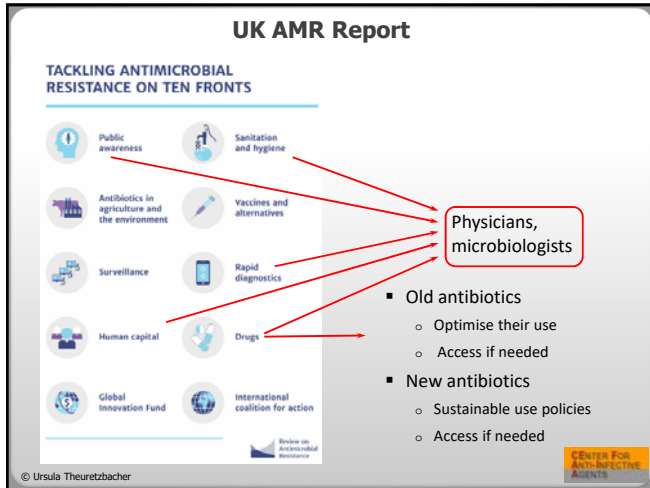 UK AMR Report
TACKLING ANTIMICROBIAL
RESISTANCE ON TEN FRONTS
Public
awareness
Sanitation
and hygiene
Antibiotics in
agriculture and
the environment
Vaccines and
alternatives
Surveillance
Rapid
diagnostics
Human capital
Drugs
Global
Innovation Fund
International
coalition for action
Review on
Antimicrobial
Resistance
Physicians,
microbiologists
▪ Old antibiotics
o Optimise their use
o Access if needed
▪ New antibiotics
o Sustainable use policies
o Access if needed
CENTER FOR
ANTI-INFECTIVE
AGENTS
© Ursula Theuretzbacher